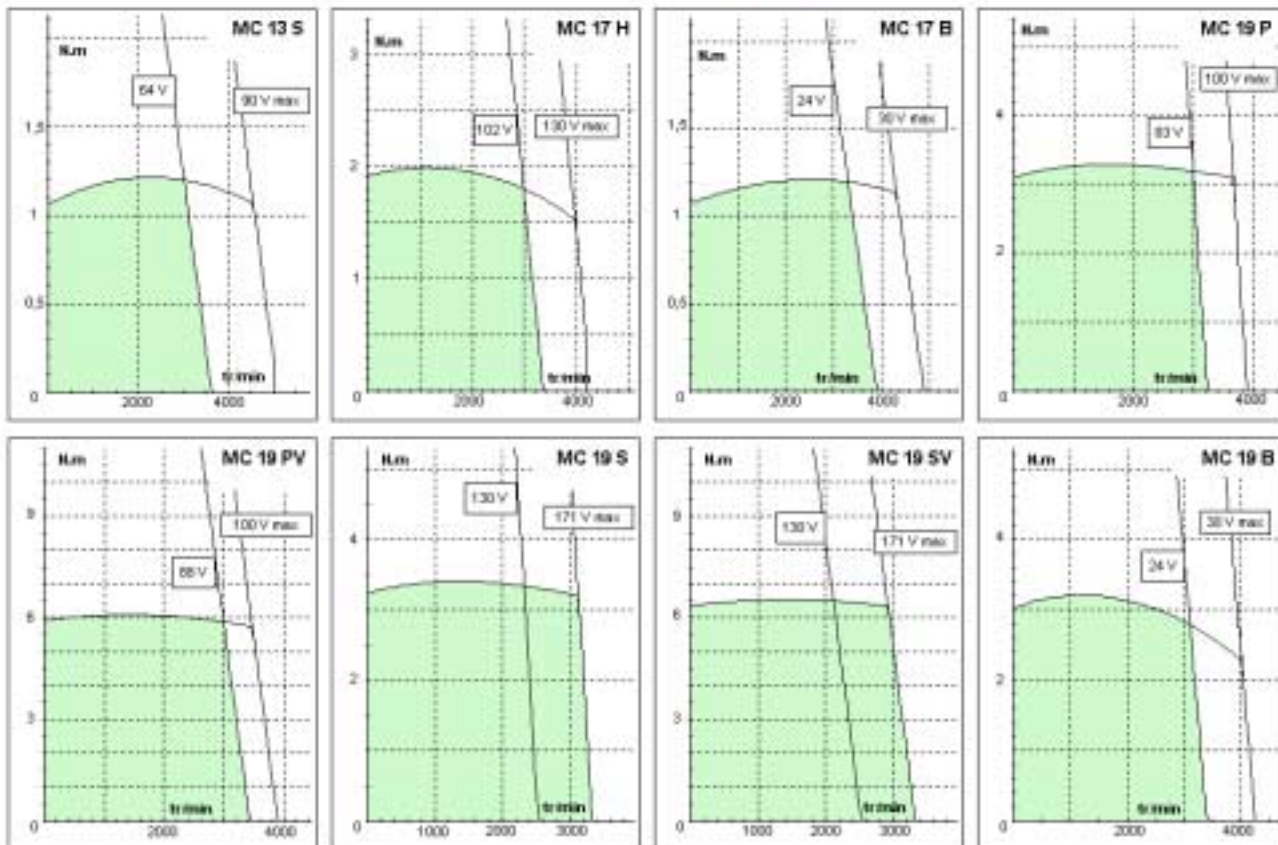 MC 13 S
N.m
64 V
90 V max
1,5
1
0,5
tr/min
0
2000
4000
MC 17 H
N.m
3
102 V
130 V max
2
1
tr/min
0
2000
4000
MC 17 B
N.m
24 V
30 V max
1,5
1
0,5
tr/min
0
2000
4000
MC 19 P
N.m
100 V max
4
83 V
2
tr/min
0
2000
4000
MC 19 PV
N.m
9
100 V max
68 V
6
3
tr/min
0
2000
4000
MC 19 S
N.m
130 V
171 V max
4
2
tr/min
0
1000
2000
3000
MC 19 SV
N.m
9
130 V
171 V max
6
3
tr/min
0
1000
2000
3000
MC 19 B
N.m
30 V max
4
24 V
2
tr/min
0
2000
4000